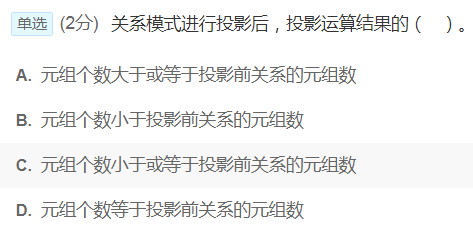 单选 (2分) 关系模式进行投影后，投影运算结果的（ ）。
A. 元组个数大于或等于投影前关系的元组数
B. 元组个数小于投影前关系的元组数
C. 元组个数小于或等于投影前关系的元组数
D. 元组个数等于投影前关系的元组数